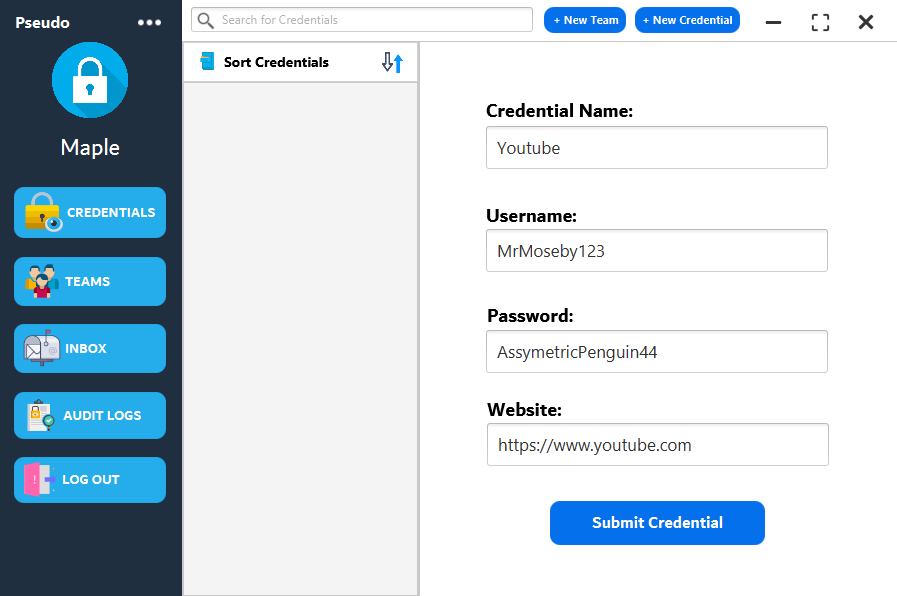 Pseudo
Maple
CREDENTIALS
TEAMS
INBOX
AUDIT LOGS
LOG OUT
Search for Credentials
+ New Team
+ New Credential
Sort Credentials
Credential Name:
Youtube
Username:
MrMoseby123
Password:
AssymetricPenguin44
Website:
https://www.youtube.com
Submit Credential